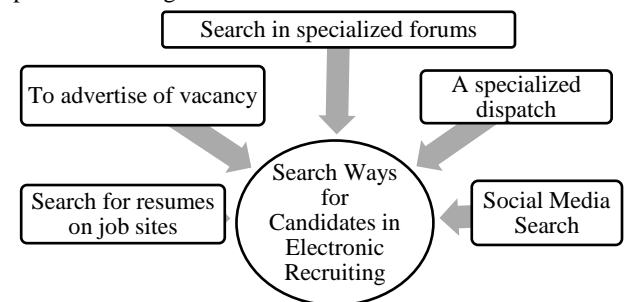 Search in specialized forums
To advertise of vacancy
A specialized
dispatch
Search Ways
for
Candidates in
Electronic
Recruiting
Search for resumes
on job sites
Social Media
Search